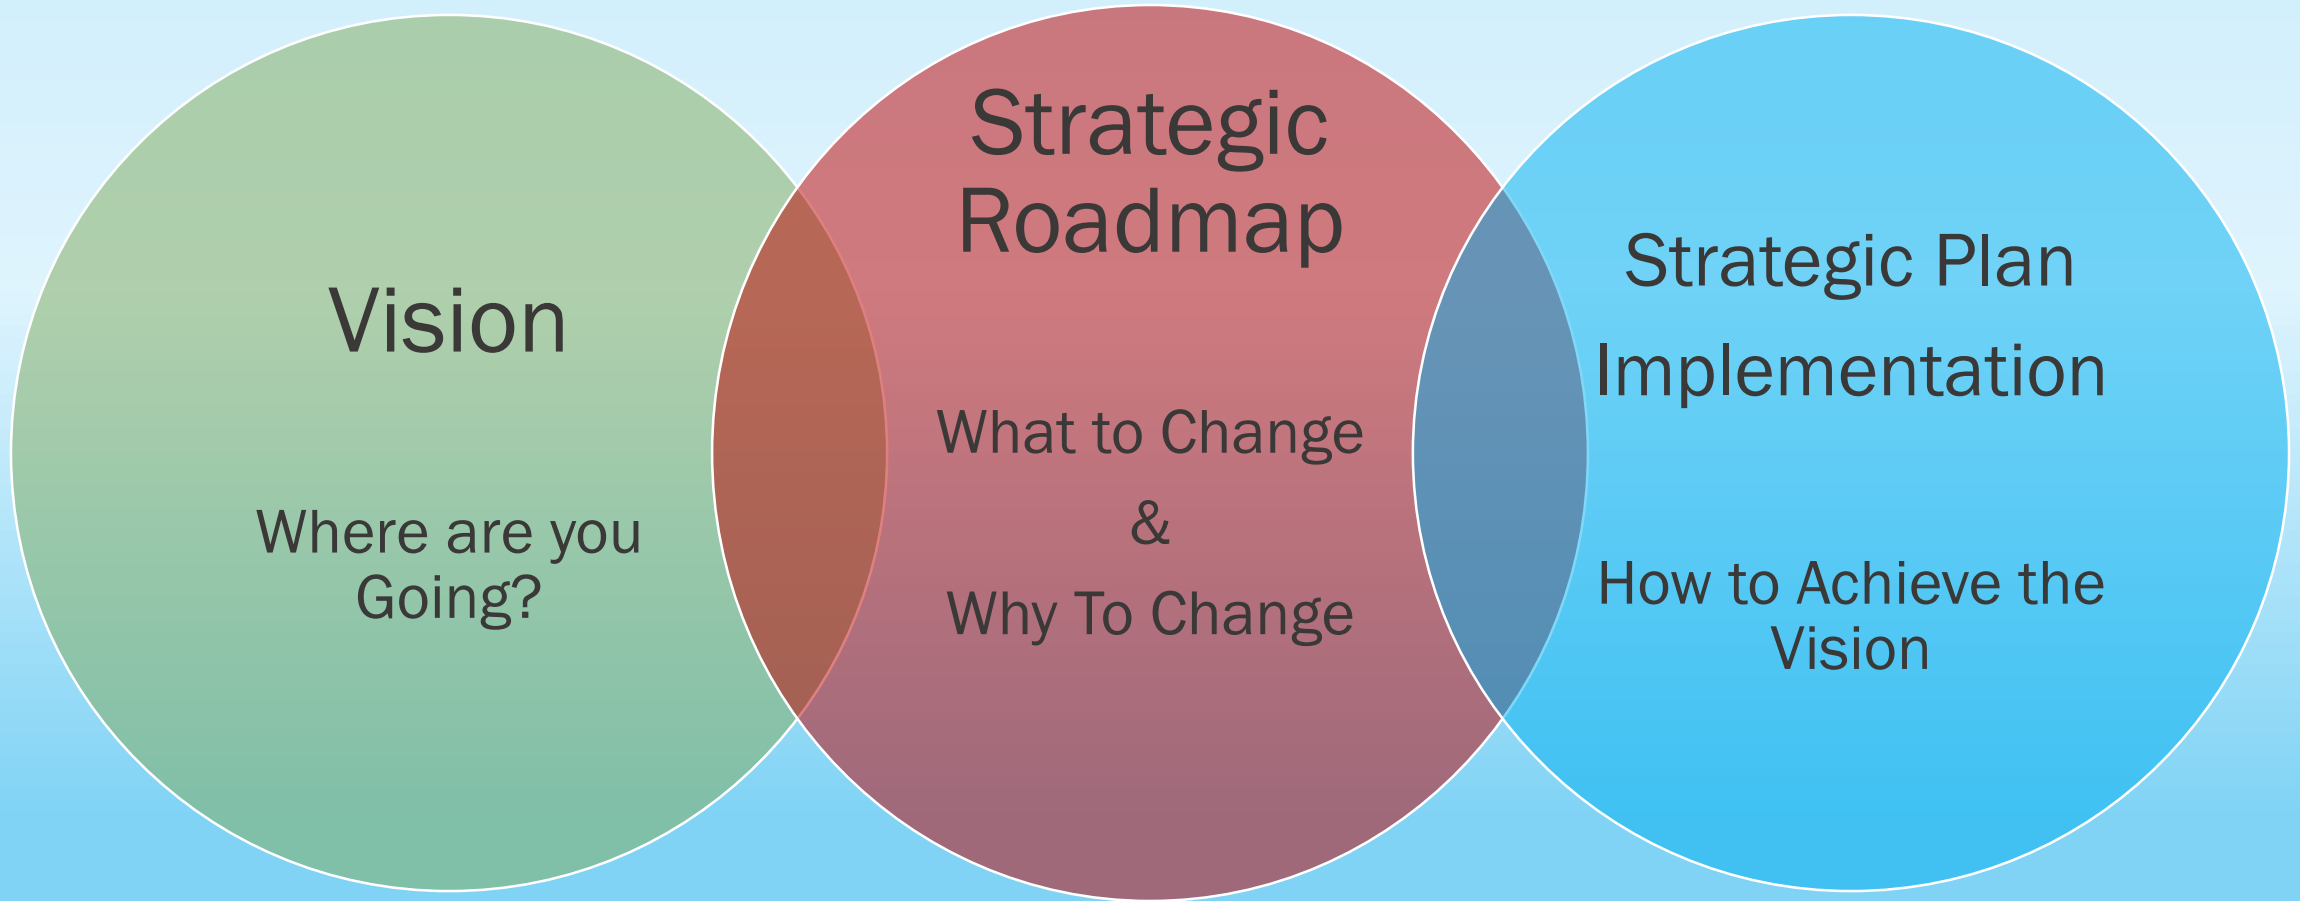 Vision
Where are you
Going?
Strategic
Roadmap
What to Change
&
Why To Change
Strategic Plan
Implementation
How to Achieve the
Vision